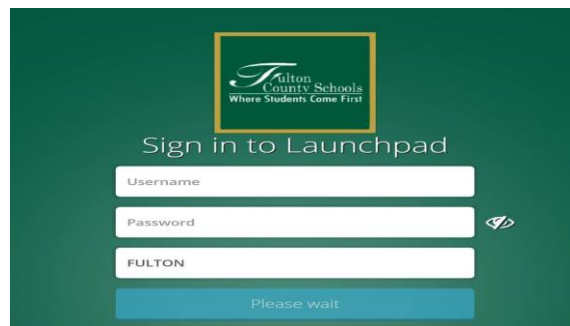 Fulton
County Schools
Where Students Come First
Sign in to Launchpad
Username
Password
FULTON
Please wait